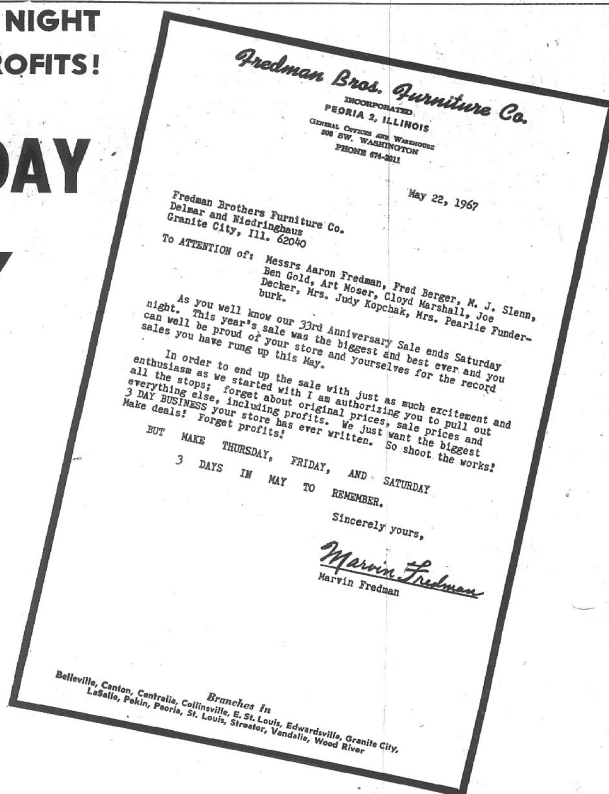 NIGHT
ROFITS!
DAY
Fredman Bros. Furniture Co.
INCORPORATED
PEORIA 2, ILLINOIS
GENERAL OFFICES AND WAREHOUSE
908 SW. WASHINGTON
PHONE 674-2011
May 22, 1967
Fredman Brothers Furniture Co.
Delmar and Niedringhaus
Granite City, Ill. 62040
To ATTENTION of: Messrs Aaron Fredman, Fred Berger, M. J. Slenn,
Ben Gold, Art Moser, Cloyd Marshall, Joe
Decker, Mrs. Judy Kopchak, Mrs. Pearlie Funder-
burk.
As you well know our 33rd Anniversary Sale ends Saturday
night. This year's sale was the biggest and best ever and you
can well be proud of your store and yourselves for the record
sales you have rung up this May.
In order to end up the sale with just as much excitement and
enthusiasm as we started with I am authorizing you to pull out
all the stops; forget about original prices, sale prices and
everything else, including profits. We just want the biggest
3 DAY BUSINESS your store has ever written. So shoot the works!
Make deals! Forget profits!
BUT MAKE THURSDAY, FRIDAY, AND SATURDAY
3 DAYS IN MAY TO REMEMBER.
Sincerely yours,
Marvin Fredman
Marvin Fredman
Branches In
Belleville, Canton, Centralia, Collinsville, E. St. Louis, Edwardsville, Granite City,
LaSalle, Pekin, Peoria, St. Louis, Streator, Vandalia, Wood River